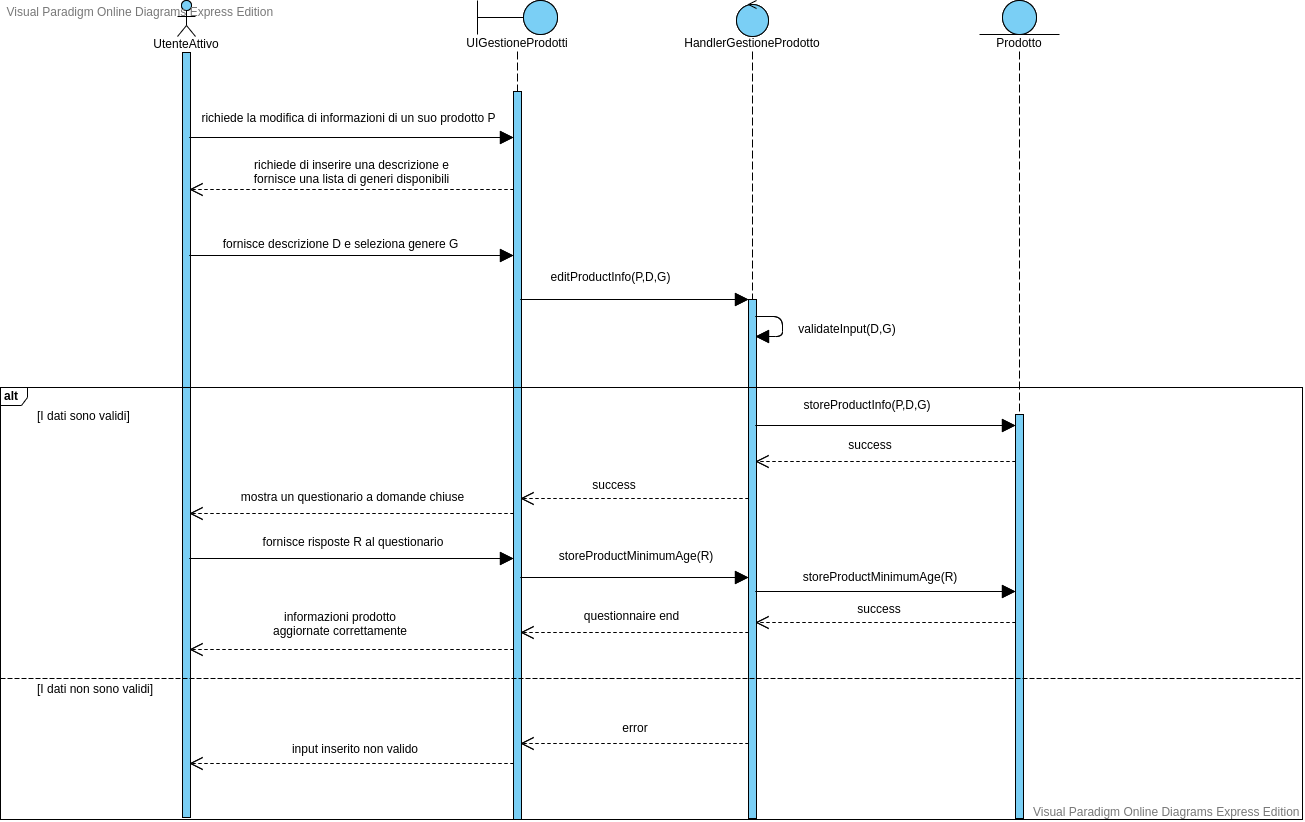 Visual Paradigm Online Diagrams Express Edition
UtenteAttivo
UIGestioneProdotti
HandlerGestioneProdotto
Prodotto
richiede la modifica di informazioni di un suo prodotto P
richiede di inserire una descrizione e
fornisce una lista di generi disponibili
fornisce descrizione D e seleziona genere G
editProductInfo(P,D,G)
validateInput(D,G)
alt
[I dati sono validi]
storeProductInfo(P,D,G)
success
success
mostra un questionario a domande chiuse
fornisce risposte R al questionario
storeProductMinimumAge(R)
storeProductMinimumAge(R)
success
questionnaire end
informazioni prodotto
aggiornate correttamente
[I dati non sono validi]
error
input inserito non valido
Visual Paradigm Online Diagrams Express Edition